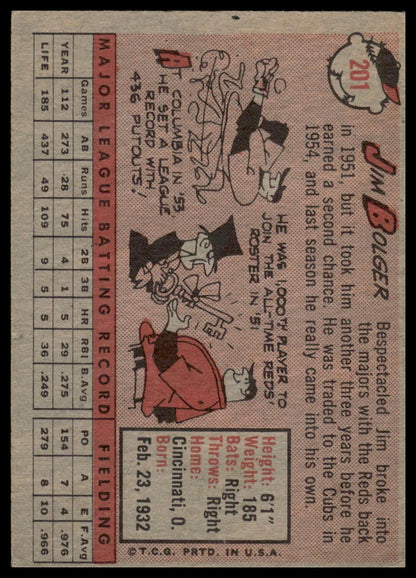 201
JIM BOLGER
Bespectacled Jim broke into
the majors with the Reds back
in 1951, but it took him another three years before he
earned a second chance. He was traded to the Cubs in
1954, and last season he really came into his own.
AT COLUMBIA IN '53
HE SET A LEAGUE
RECORD WITH
436 PUTOUTS!
HE WAS 1,000TH PLAYER TO
JOIN THE ALL-TIME REDS'
ROSTER IN '51
Height: 6'1"
Weight: 185
Bats: Right
Throws: Right
Home:
Cincinnati, O.
Born:
Feb. 23, 1932
MAJOR LEAGUE BATTING RECORD FIELDING
Games AB Runs Hits 2B 3B HR RBI B.Avg. PO A E F.Avg
YEAR 112 273 28 75 4 1 5 29 .275 154 7 4 .976
LIFE 185 437 49 109 9 5 5 36 .249 279 8 10 .966
© T.C.G. PRTD. IN U.S.A.